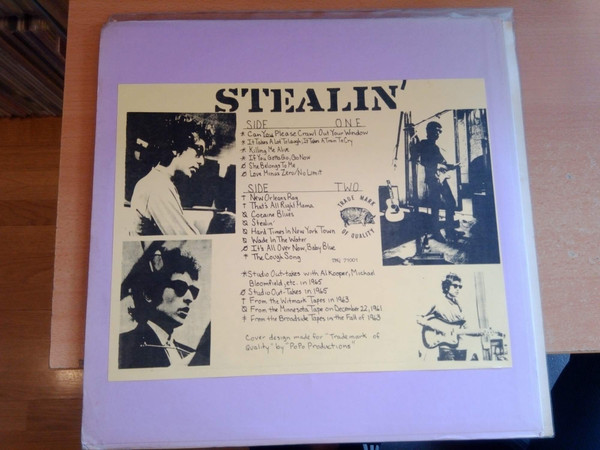 STEALIN'
SIDE ONE
* Can You Please Crawl Out Your Window
* It Takes A Lot To Laugh, It Takes A Train To Cry
* Killing Me Alive
* If You Gotta Go, Go Now
ø She Belongs To Me
ø Love Minus Zero/No Limit
SIDE TWO
† New Orleans Rag
† That's All Right Mama
Cocaine Blues
Stealin'
Hard Times In New York Town
Wade In The Water
ø It's All Over Now, Baby Blue
† The Cough Song
TRADE MARK
OF QUALITY
71001
* Studio Out-takes with Al Kooper, Michael
Bloomfield, etc. in 1965
ø Studio Out-Takes in 1965
† From the Witmark Tapes in 1963
From the Minnesota Tape on December 22, 1961
‡ From the Broadside Tapes in the Fall of 1963
Cover design made for "Trademark of
Quality" by "PuPu Productions"